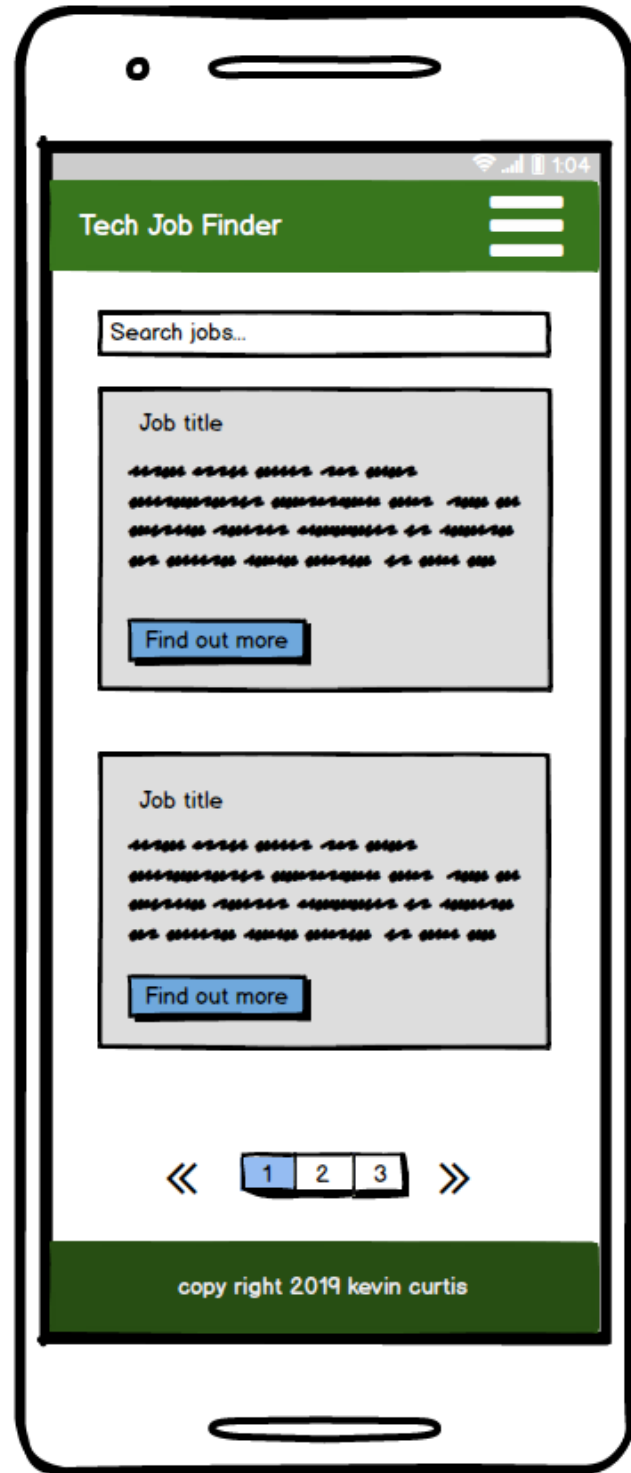 1:04
Tech Job Finder
Search jobs...
Job title
Find out more
Job title
Find out more
« 1 2 3 »
copy right 2019 kevin curtis